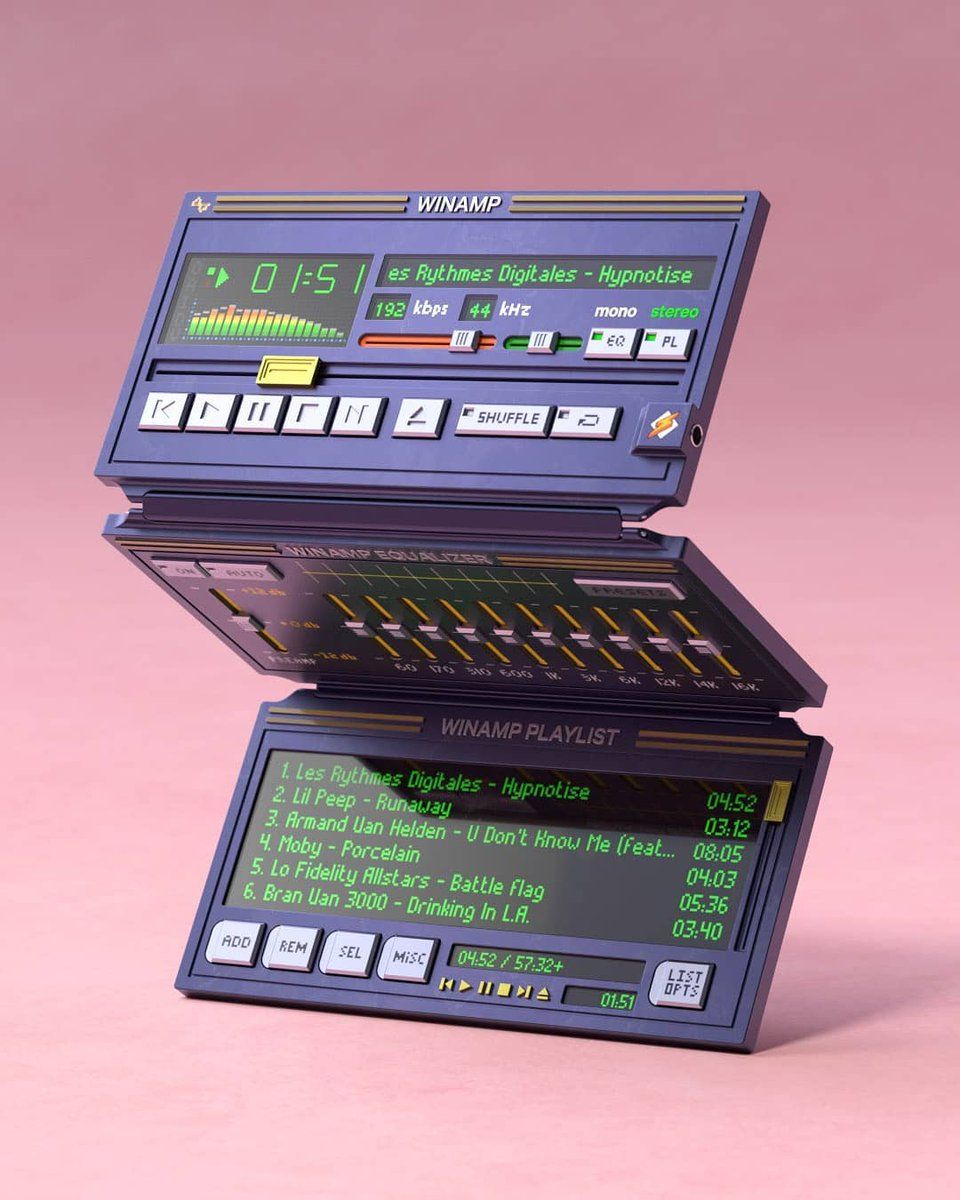 WINAMP
01:51
es Rythmes Digitales - Hypnotise
192 kbps 44 kHz
mono stereo
EQ PL
SHUFFLE
WINAMP EQUALIZER
ON AUTO
PRESETS
+12db
+0db
-12db
PREAMP
60 170 310 600 1K 3K 6K 12K 14K 16K
WINAMP PLAYLIST
1. Les Rythmes Digitales - Hypnotise 04:52
2. Lil Peep - Runaway 03:12
3. Armand Van Helden - U Don't Know Me (feat... 08:05
4. Moby - Porcelain 04:03
5. Lo Fidelity Allstars - Battle flag 05:36
6. Bran Van 3000 - Drinking In L.A. 03:40
ADD REM SEL MISC
04:52 / 57:32+
01:51
LIST
OPTS